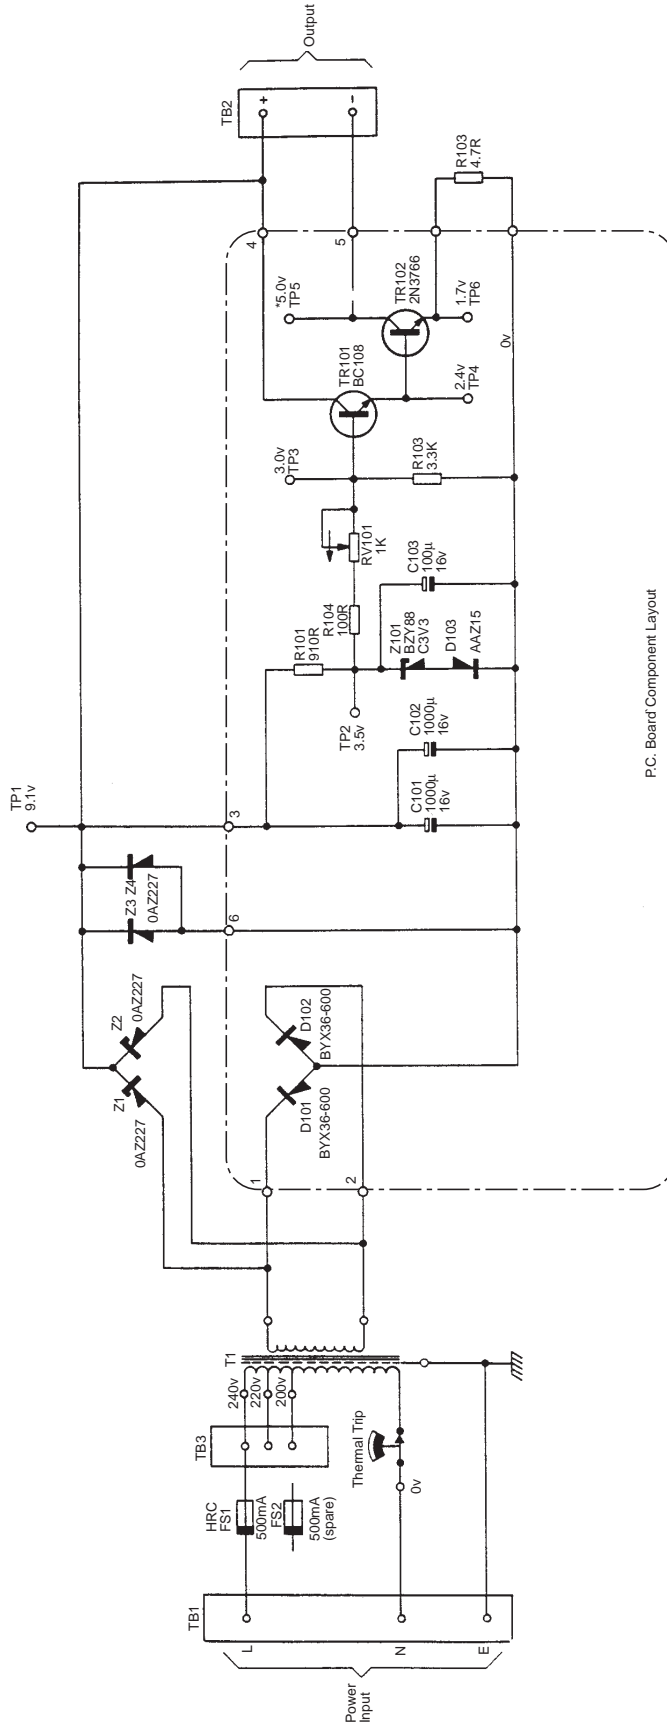 Power
Input
TB1
L
N
E
HRC
FS1
500mA
FS2
500mA
(spare)
TB3
240v
220v
200v
0v
Thermal Trip
T1
Z1
0AZ227
Z2
0AZ227
1
2
D101
BYX36-600
D102
BYX36-600
Z3 Z4
0AZ227
6
TP1
9.1v
3
C101
1000µ
16v
C102
1000µ
16v
TP2
3.5v
R101
910R
R104
100R
Z101
BZY88
C3V3
D103
AAZ15
C103
100µ
16v
RV101
1K
3.0v
TP3
R103
3.3K
TR101
BC108
2.4v
TP4
*5.0v
TP5
TR102
2N3766
1.7v
TP6
0v
4
5
R103
4.7R
TB2
+
-
Output
P.C. Board Component Layout